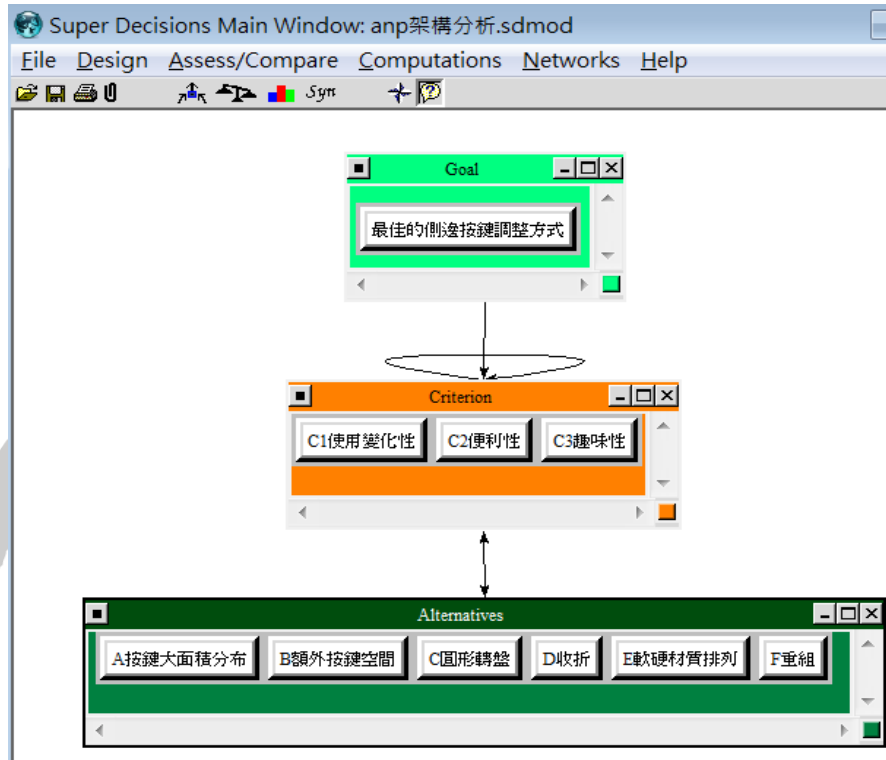 Super Decisions Main Window: anp架構分析.sdmod
File Design Assess/Compare Computations Networks Help
Syn
Goal
最佳的側邊按鍵調整方式
Criterion
C1使用變化性 C2便利性 C3趣味性
Alternatives
A按鍵大面積分布 B額外按鍵空間 C圓形轉盤 D收折 E軟硬材質排列 F重組